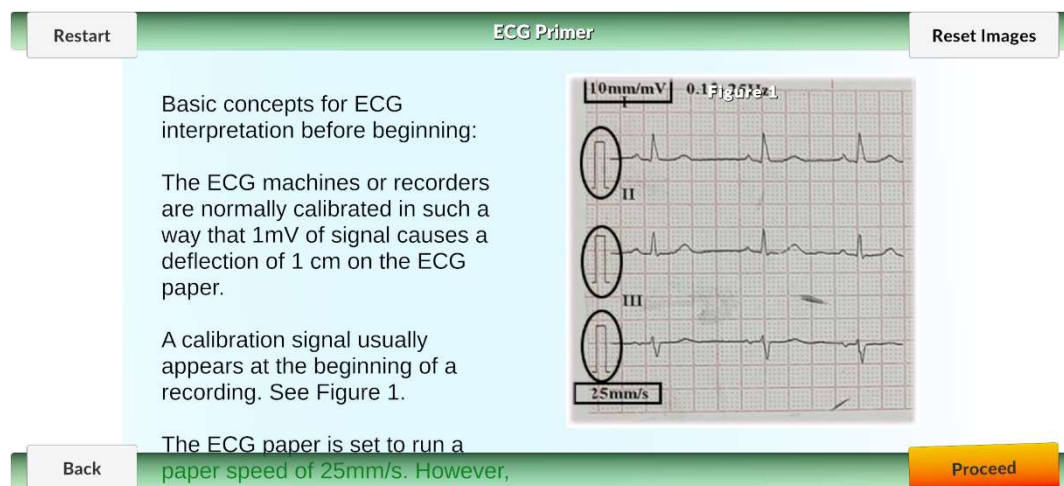 Restart
ECG Primer
Reset Images
Basic concepts for ECG
interpretation before beginning:
The ECG machines or recorders
are normally calibrated in such a
way that 1mV of signal causes a
deflection of 1 cm on the ECG
paper.
A calibration signal usually
appears at the beginning of a
recording. See Figure 1.
The ECG paper is set to run a
paper speed of 25mm/s. However,
10mm/mV
Figure 1
I
II
III
25mm/s
Back
Proceed